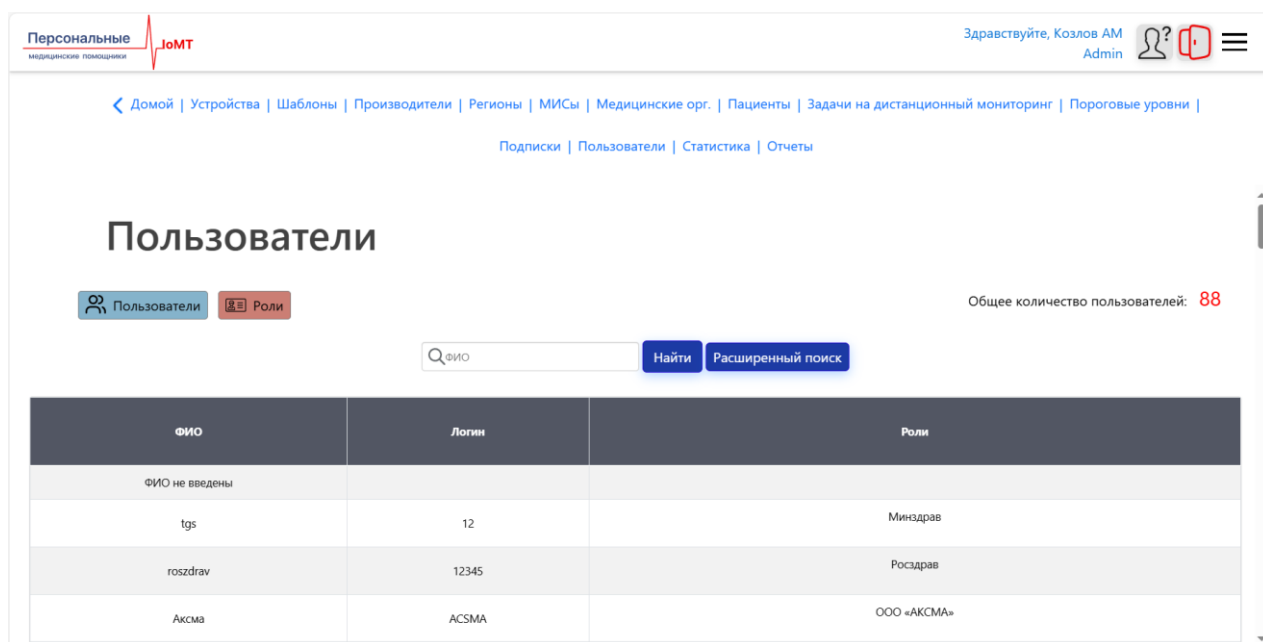 Персональные
медицинские помощники
IoMT
Здравствуйте, Козлов АМ
Admin
Домой | Устройства | Шаблоны | Производители | Регионы | МИСы | Медицинские орг. | Пациенты | Задачи на дистанционный мониторинг | Пороговые уровни |
Подписки | Пользователи | Статистика | Отчеты
Пользователи
Пользователи Роли
Общее количество пользователей: 88
ФИО Найти Расширенный поиск
ФИО Логин Роли
ФИО не введены
tgs 12 Минздрав
roszdrav 12345 Росздрав
Аксма ACSMA ООО «АКСМА»